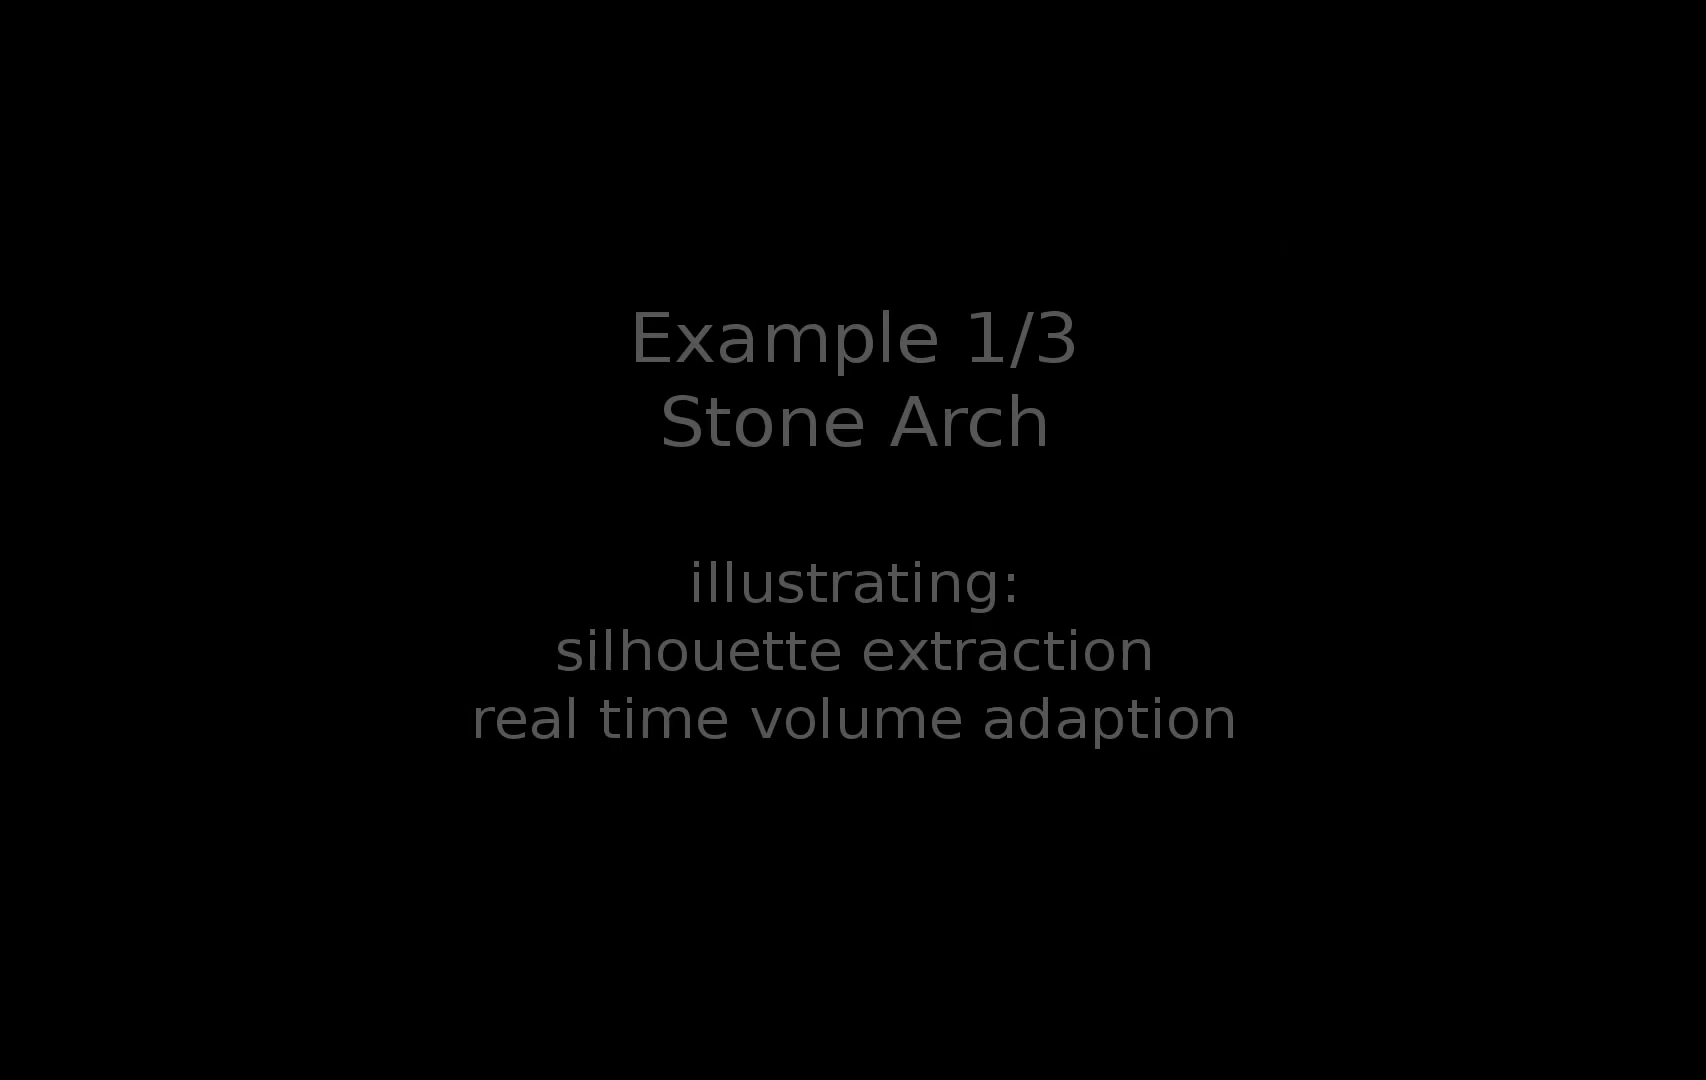 Example 1/3
Stone Arch
illustrating:
silhouette extraction
real time volume adaption